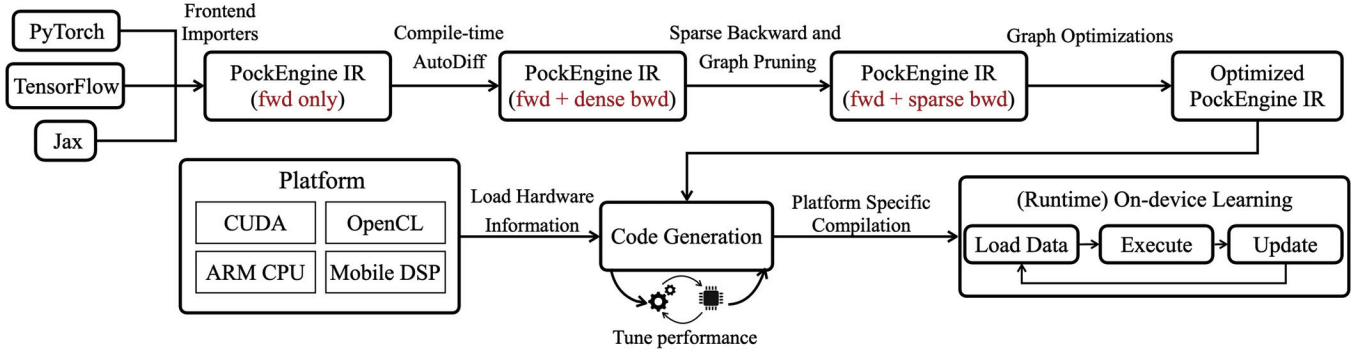 PyTorch
TensorFlow
Jax
Frontend
Importers
PockEngine IR
(fwd only)
Compile-time
AutoDiff
PockEngine IR
(fwd + dense bwd)
Sparse Backward and
Graph Pruning
PockEngine IR
(fwd + sparse bwd)
Graph Optimizations
Optimized
PockEngine IR
Platform
CUDA
OpenCL
ARM CPU
Mobile DSP
Load Hardware
Information
Code Generation
Tune performance
Platform Specific
Compilation
(Runtime) On-device Learning
Load Data
Execute
Update